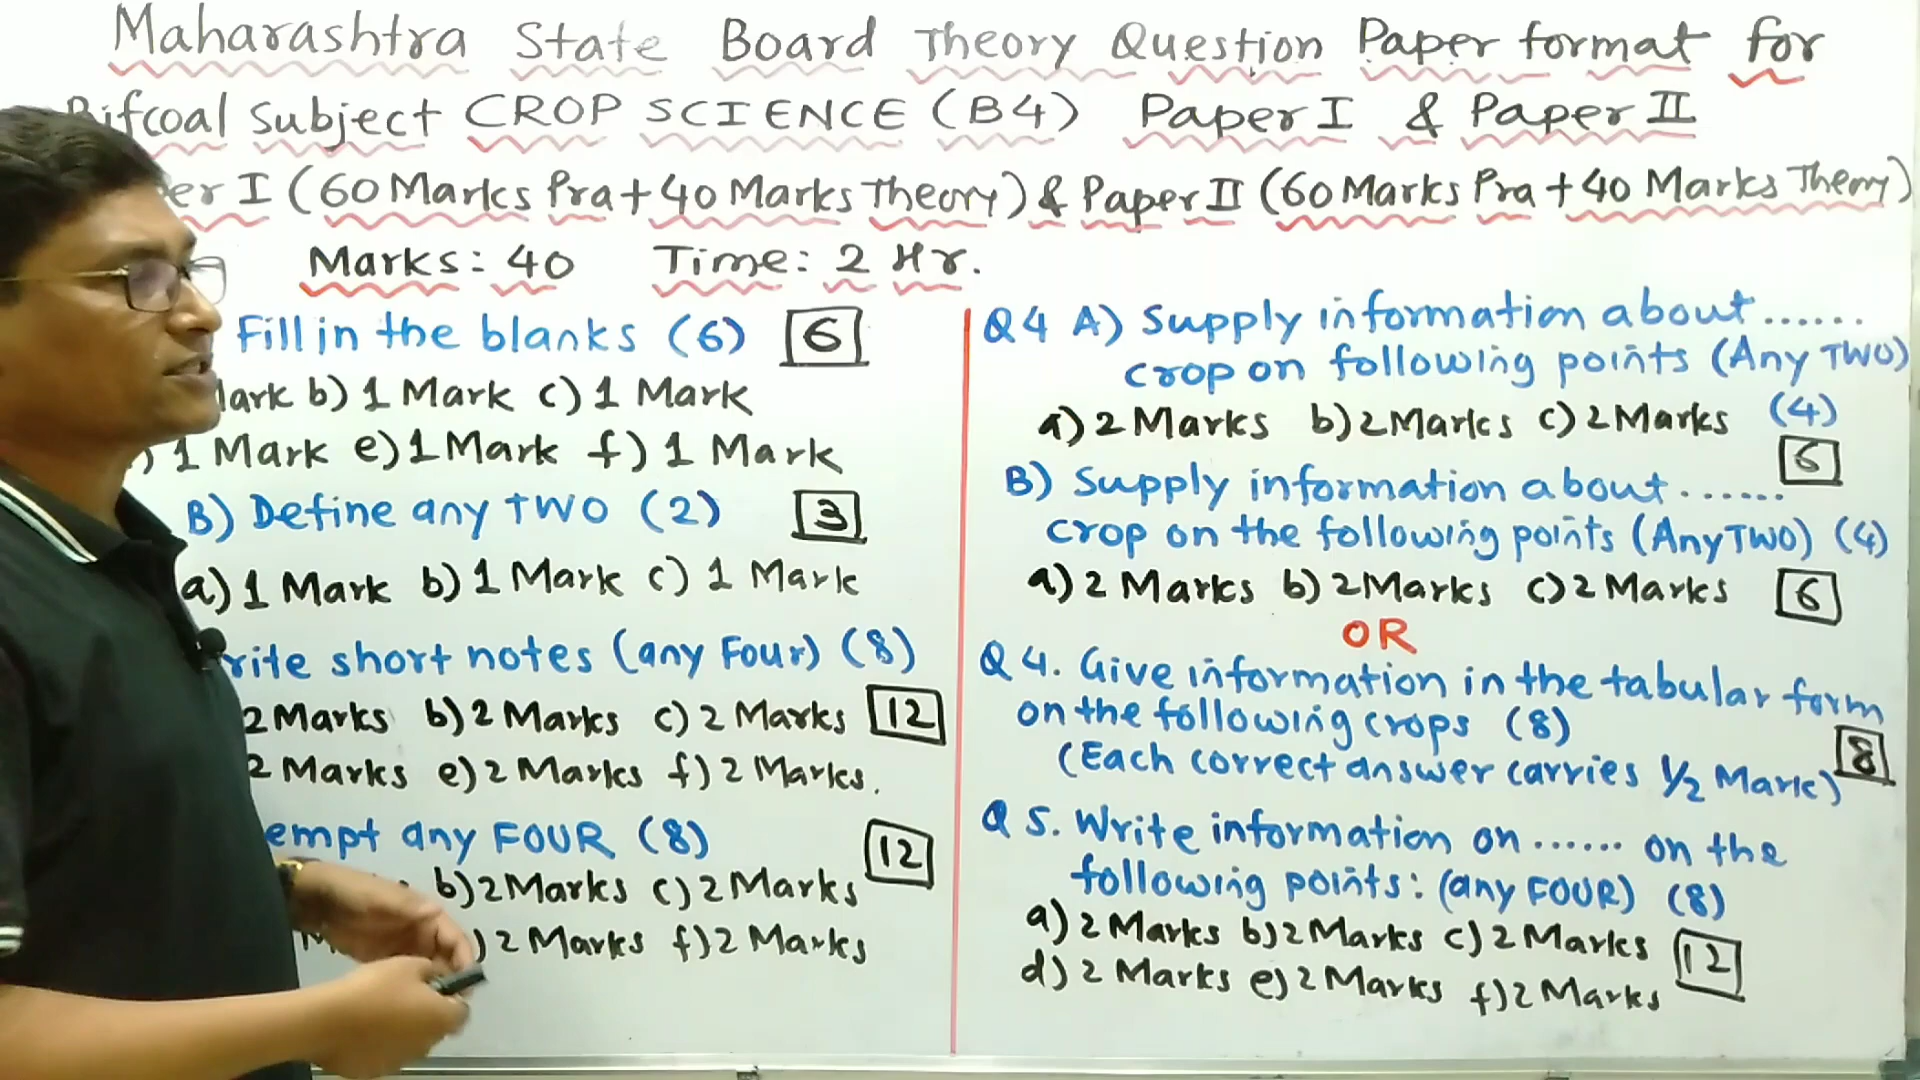 Maharashtra State Board Theory Question Paper format for
Bifcoal Subject CROP SCIENCE (B4) Paper I & Paper II
er I (60 Marks Pra + 40 Marks Theory) & Paper II (60 Marks Pra + 40 Marks Theory)
Marks: 40 Time: 2 Hr.
Fill in the blanks (6) 6
ark b) 1 Mark c) 1 Mark
) 1 Mark e) 1 Mark f) 1 Mark
B) Define any TWO (2) 3
a) 1 Mark b) 1 Mark c) 1 Mark
rite short notes (any Four) (8)
2 Marks b) 2 Marks c) 2 Marks 12
2 Marks e) 2 Marks f) 2 Marks.
empt any FOUR (8) 12
b) 2 Marks c) 2 Marks
) 2 Marks f) 2 Marks
Q4 A) Supply information about ......
crop on following points (Any TWO)
a) 2 Marks b) 2 Marks c) 2 Marks (4)
6
B) Supply information about .......
crop on the following points (Any TWO) (4)
a) 2 Marks b) 2 Marks c) 2 Marks 6
OR
Q 4. Give information in the tabular form
on the following crops (8)
(Each correct answer carries 1/2 Mark) 8
Q 5. Write information on ...... on the
following points: (any FOUR) (8)
a) 2 Marks b) 2 Marks c) 2 Marks 12
d) 2 Marks e) 2 Marks f) 2 Marks